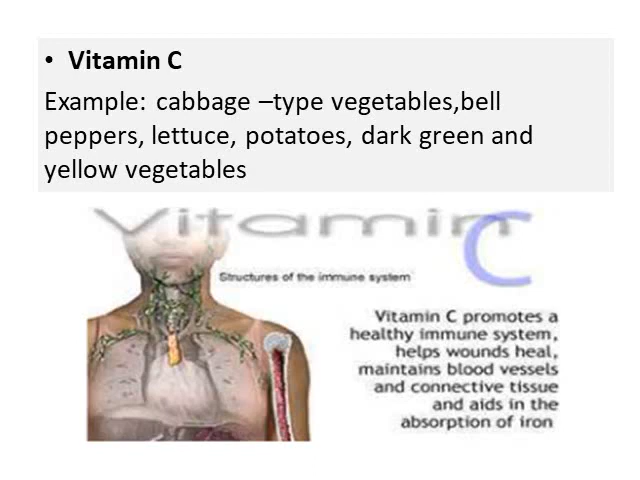 • Vitamin C
Example: cabbage –type vegetables,bell
peppers, lettuce, potatoes, dark green and
yellow vegetables
Vitamin C
Structures of the immune system
Vitamin C promotes a
healthy immune system,
helps wounds heal,
maintains blood vessels
and connective tissue
and aids in the
absorption of iron